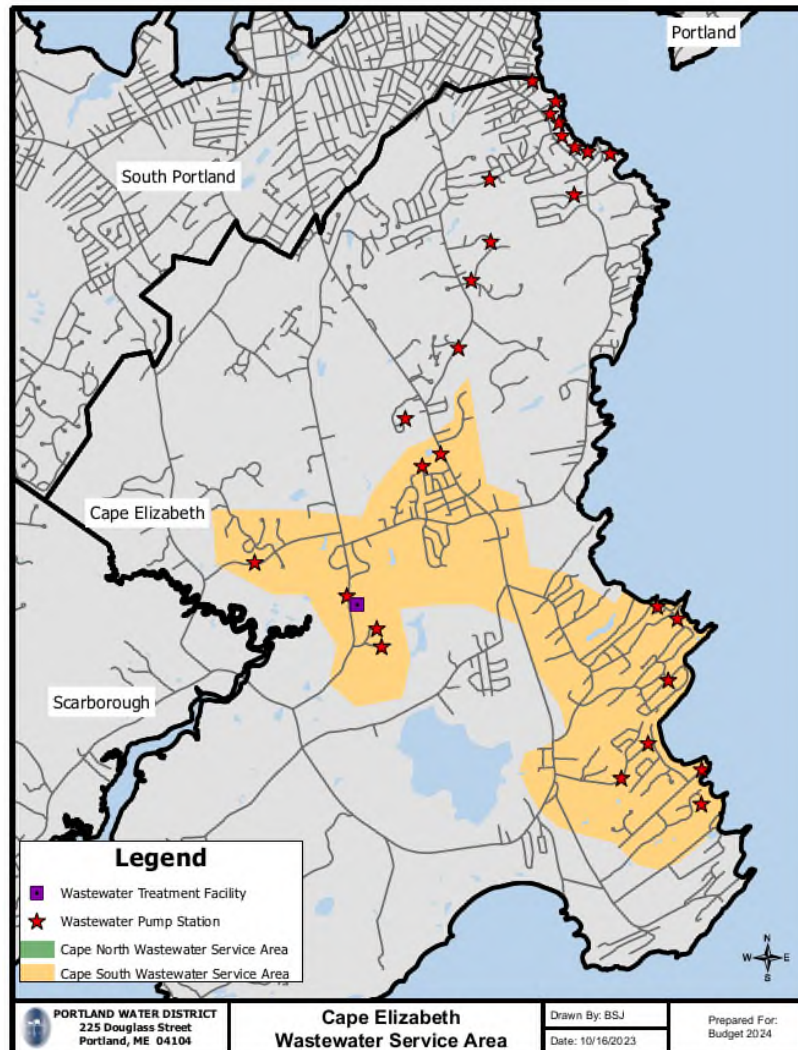 Portland
South Portland
Cape Elizabeth
Scarborough
Legend
Wastewater Treatment Facility
Wastewater Pump Station
Cape North Wastewater Service Area
Cape South Wastewater Service Area
N
W E
S
PORTLAND WATER DISTRICT
225 Douglass Street
Portland, ME 04104
Cape Elizabeth
Wastewater Service Area
Drawn By: BSJ
Date: 10/16/2023
Prepared For:
Budget 2024